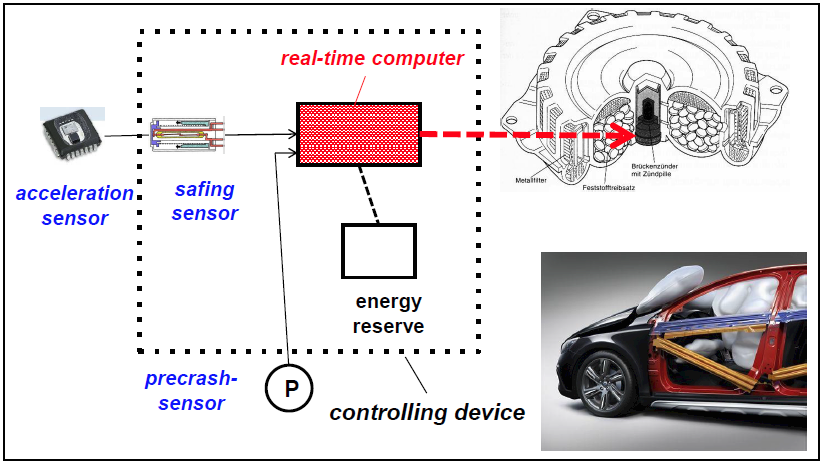 real-time computer
acceleration
sensor
safing
sensor
energy
reserve
precrash-
sensor
P
controlling device
Metallfilter
Feststofftreibsatz
Brückenzünder
mit Zündpille